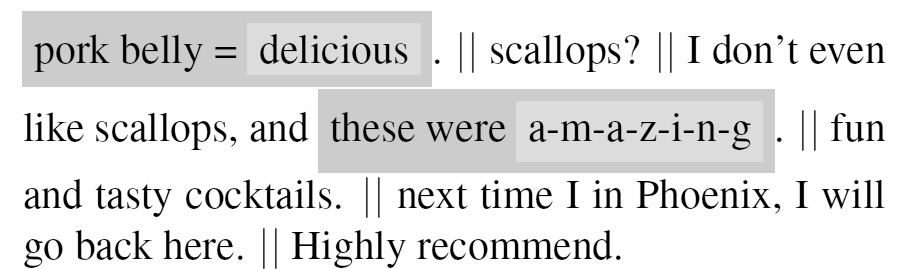 pork belly = delicious . || scallops? || I don’t even
like scallops, and these were a-m-a-z-i-n-g . || fun
and tasty cocktails. || next time I in Phoenix, I will
go back here. || Highly recommend.